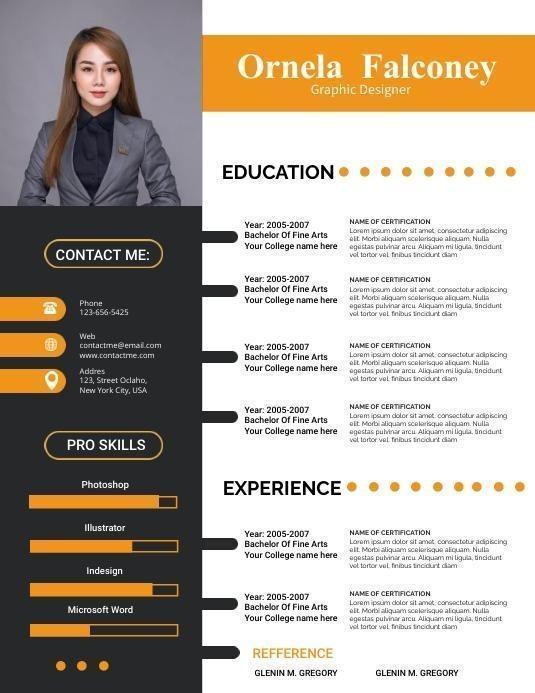 Ornela Falconey
Graphic Designer
CONTACT ME:
Phone
123-656-5425
Web
contactme@email.com
www.contactme.com
Addres
123, Street Oclaho,
New York City, USA
PRO SKILLS
Photoshop
Illustrator
Indesign
Microsoft Word
EDUCATION
Year: 2005-2007
Bachelor Of Fine Arts
Your College name here
NAME OF CERTIFICATION
Lorem ipsum dolor sit amet, consectetur adipiscing
elit. Morbi aliquam scelerisque aliquam. Nulla
egestas pulvinar arcu. Aliquam mi ligula, tincidunt
vel tortor vel, finibus tincidunt diam
Year: 2005-2007
Bachelor Of Fine Arts
Your College name here
NAME OF CERTIFICATION
Lorem ipsum dolor sit amet, consectetur adipiscing
elit. Morbi aliquam scelerisque aliquam. Nulla
egestas pulvinar arcu. Aliquam mi ligula, tincidunt
vel tortor vel, finibus tincidunt diam
Year: 2005-2007
Bachelor Of Fine Arts
Your College name here
NAME OF CERTIFICATION
Lorem ipsum dolor sit amet, consectetur adipiscing
elit. Morbi aliquam scelerisque aliquam. Nulla
egestas pulvinar arcu. Aliquam mi ligula, tincidunt
vel tortor vel, finibus tincidunt diam
Year: 2005-2007
Bachelor Of Fine Arts
Your College name here
NAME OF CERTIFICATION
Lorem ipsum dolor sit amet, consectetur adipiscing
elit. Morbi aliquam scelerisque aliquam. Nulla
egestas pulvinar arcu. Aliquam mi ligula, tincidunt
vel tortor vel, finibus tincidunt diam
EXPERIENCE
Year: 2005-2007
Bachelor Of Fine Arts
Your College name here
NAME OF CERTIFICATION
Lorem ipsum dolor sit amet, consectetur adipiscing
elit. Morbi aliquam scelerisque aliquam. Nulla
egestas pulvinar arcu. Aliquam mi ligula, tincidunt
vel tortor vel, finibus tincidunt diam
Year: 2005-2007
Bachelor Of Fine Arts
Your College name here
NAME OF CERTIFICATION
Lorem ipsum dolor sit amet, consectetur adipiscing
elit. Morbi aliquam scelerisque aliquam. Nulla
egestas pulvinar arcu. Aliquam mi ligula, tincidunt
vel tortor vel, finibus tincidunt diam
REFFERENCE
GLENIN M. GREGORY GLENIN M. GREGORY